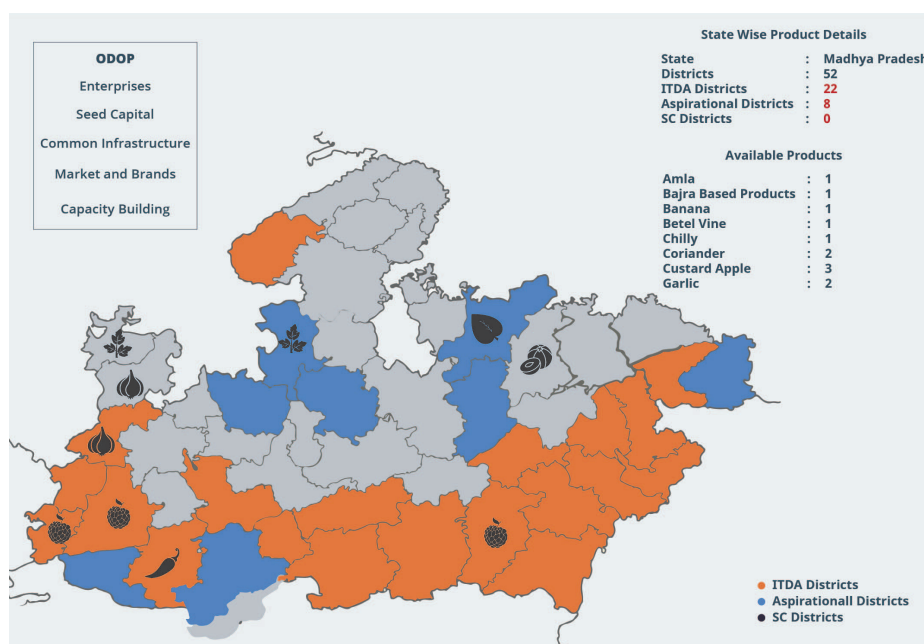 ODOP
Enterprises
Seed Capital
Common Infrastructure
Market and Brands
Capacity Building
State Wise Product Details
State : Madhya Pradesh
Districts : 52
ITDA Districts : 22
Aspirational Districts : 8
SC Districts : 0
Available Products
Amla : 1
Bajra Based Products : 1
Banana : 1
Betel Vine : 1
Chilly : 1
Coriander : 2
Custard Apple : 3
Garlic : 2
ITDA Districts
Aspirationall Districts
SC Districts